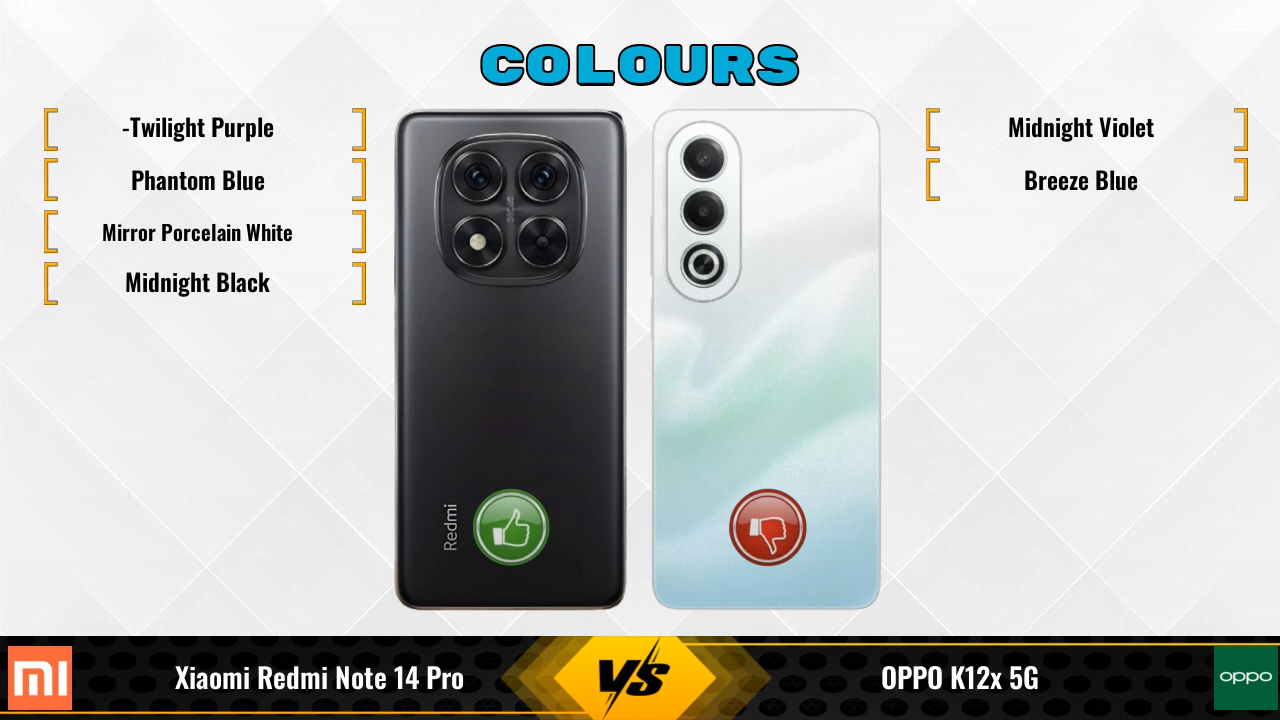 COLOURS
-Twilight Purple
Phantom Blue
Mirror Porcelain White
Midnight Black
Midnight Violet
Breeze Blue
Redmi
Xiaomi Redmi Note 14 Pro
VS
OPPO K12x 5G
oppo